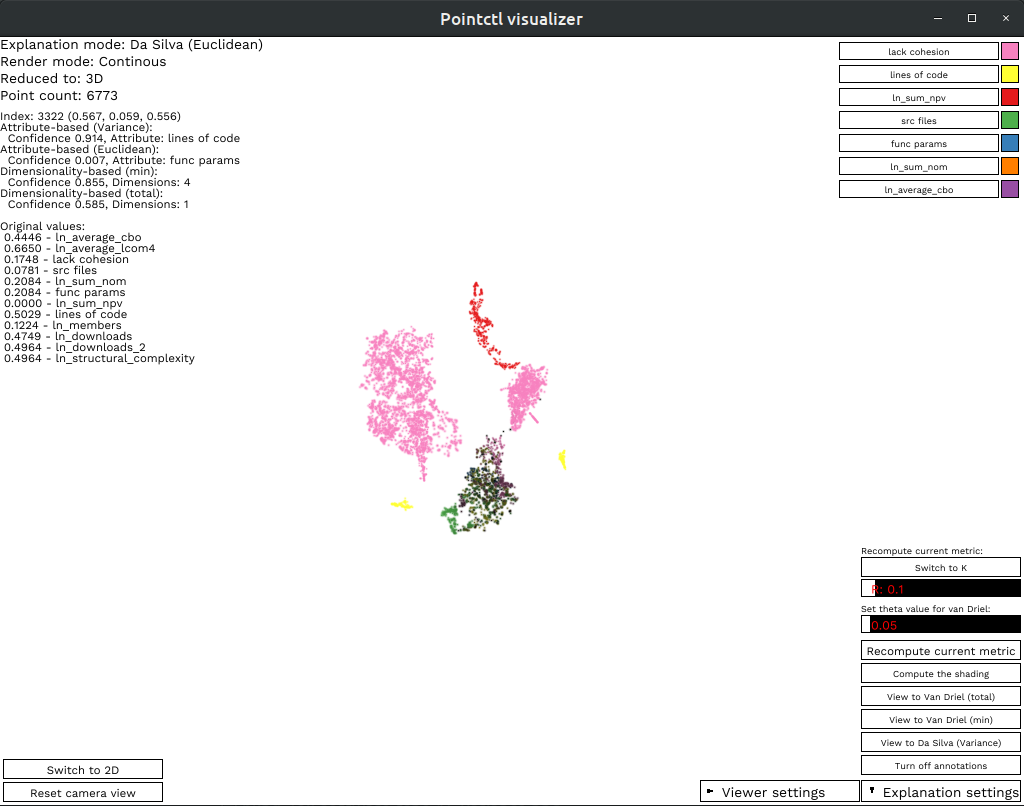 Pointctl visualizer
Explanation mode: Da Silva (Euclidean)
Render mode: Continous
Reduced to: 3D
Point count: 6773
Index: 3322 (0.567, 0.059, 0.556)
Attribute-based (Variance):
Confidence 0.914, Attribute: lines of code
Attribute-based (Euclidean):
Confidence 0.007, Attribute: func params
Dimensionality-based (min):
Confidence 0.855, Dimensions: 4
Dimensionality-based (total):
Confidence 0.585, Dimensions: 1
Original values:
0.4446 - ln_average_cbo
0.6650 - ln_average_lcom4
0.1748 - lack cohesion
0.0781 - src files
0.2084 - ln_sum_nom
0.2084 - func params
0.0000 - ln_sum_npv
0.5029 - lines of code
0.1224 - ln_members
0.4749 - ln_downloads
0.4964 - ln_downloads_2
0.4964 - ln_structural_complexity
lack cohesion
lines of code
ln_sum_npv
src files
func params
ln_sum_nom
ln_average_cbo
Recompute current metric:
Switch to K
R: 0.1
Set theta value for van Driel:
0.05
Recompute current metric
Compute the shading
View to Van Driel (total)
View to Van Driel (min)
View to Da Silva (Variance)
Turn off annotations
Switch to 2D
Reset camera view
Viewer settings
Explanation settings